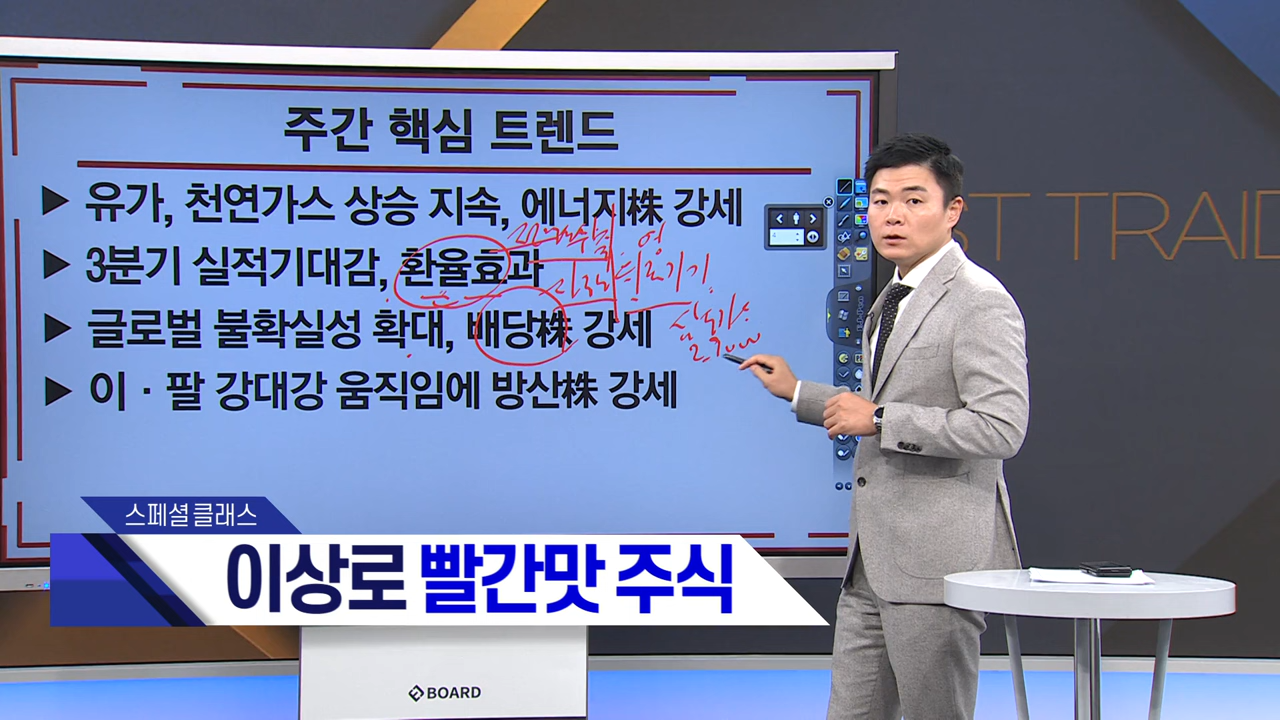 주간 핵심 트렌드
▶ 유가, 천연가스 상승 지속, 에너지株 강세
▶ 3분기 실적기대감, 환율효과
▶ 글로벌 불확실성 확대, 배당株 강세
▶ 이 · 팔 강대강 움직임에 방산株 강세
ST TRAID
스페셜 클래스
이상로 빨간맛 주식
BOARD